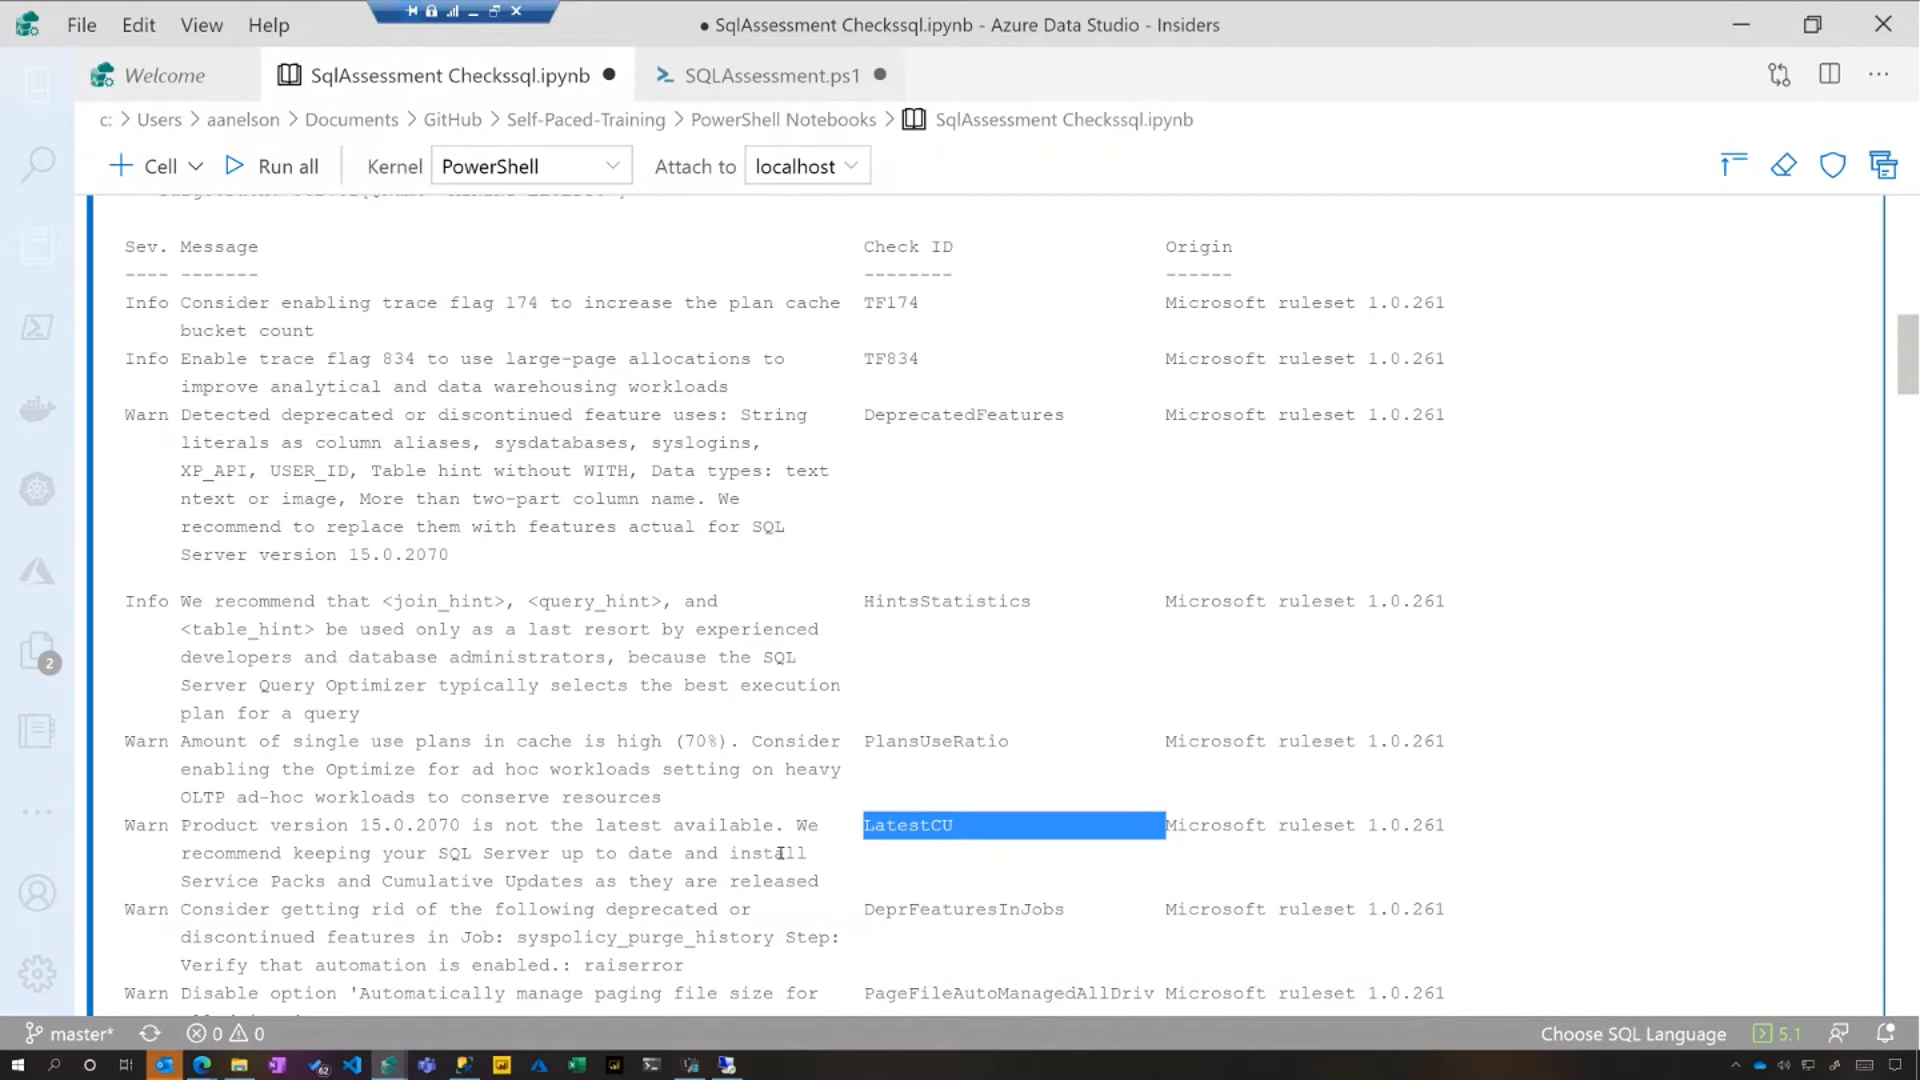 File Edit View Help
● SqlAssessment Checkssql.ipynb - Azure Data Studio - Insiders
Welcome
SqlAssessment Checkssql.ipynb ●
SQLAssessment.ps1 ●
c: > Users > aanelson > Documents > GitHub > Self-Paced-Training > PowerShell Notebooks > SqlAssessment Checkssql.ipynb
Cell Run all Kernel PowerShell Attach to localhost
Sev. Message Check ID Origin
---- ------- -------- ------
Info Consider enabling trace flag 174 to increase the plan cache TF174 Microsoft ruleset 1.0.261
bucket count
Info Enable trace flag 834 to use large-page allocations to TF834 Microsoft ruleset 1.0.261
improve analytical and data warehousing workloads
Warn Detected deprecated or discontinued feature uses: String DeprecatedFeatures Microsoft ruleset 1.0.261
literals as column aliases, sysdatabases, syslogins,
XP_API, USER_ID, Table hint without WITH, Data types: text
ntext or image, More than two-part column name. We
recommend to replace them with features actual for SQL
Server version 15.0.2070
Info We recommend that <join_hint>, <query_hint>, and HintsStatistics Microsoft ruleset 1.0.261
<table_hint> be used only as a last resort by experienced
developers and database administrators, because the SQL
Server Query Optimizer typically selects the best execution
plan for a query
Warn Amount of single use plans in cache is high (70%). Consider PlansUseRatio Microsoft ruleset 1.0.261
enabling the Optimize for ad hoc workloads setting on heavy
OLTP ad-hoc workloads to conserve resources
Warn Product version 15.0.2070 is not the latest available. We LatestCU Microsoft ruleset 1.0.261
recommend keeping your SQL Server up to date and install
Service Packs and Cumulative Updates as they are released
Warn Consider getting rid of the following deprecated or DeprFeaturesInJobs Microsoft ruleset 1.0.261
discontinued features in Job: syspolicy_purge_history Step:
Verify that automation is enabled.: raiserror
Warn Disable option 'Automatically manage paging file size for PageFileAutoManagedAllDriv Microsoft ruleset 1.0.261
2
master* 0 0 Choose SQL Language 5.1
62